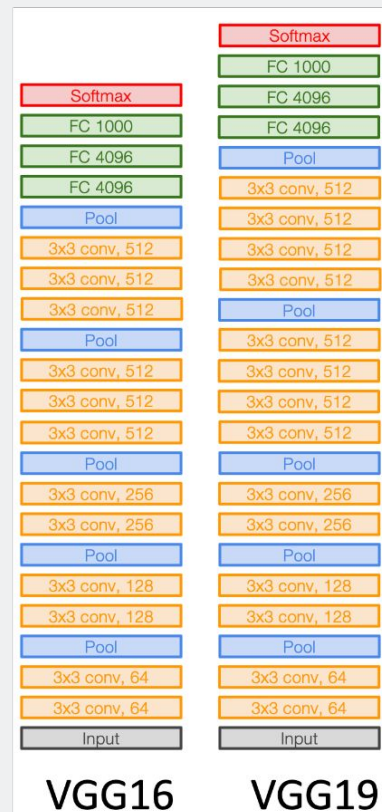 Softmax
FC 1000
FC 4096
FC 4096
Pool
3x3 conv, 512
3x3 conv, 512
3x3 conv, 512
Pool
3x3 conv, 512
3x3 conv, 512
3x3 conv, 512
Pool
3x3 conv, 256
3x3 conv, 256
Pool
3x3 conv, 128
3x3 conv, 128
Pool
3x3 conv, 64
3x3 conv, 64
Input
VGG16
Softmax
FC 1000
FC 4096
FC 4096
Pool
3x3 conv, 512
3x3 conv, 512
3x3 conv, 512
3x3 conv, 512
Pool
3x3 conv, 512
3x3 conv, 512
3x3 conv, 512
3x3 conv, 512
Pool
3x3 conv, 256
3x3 conv, 256
Pool
3x3 conv, 128
3x3 conv, 128
Pool
3x3 conv, 64
3x3 conv, 64
Input
VGG19